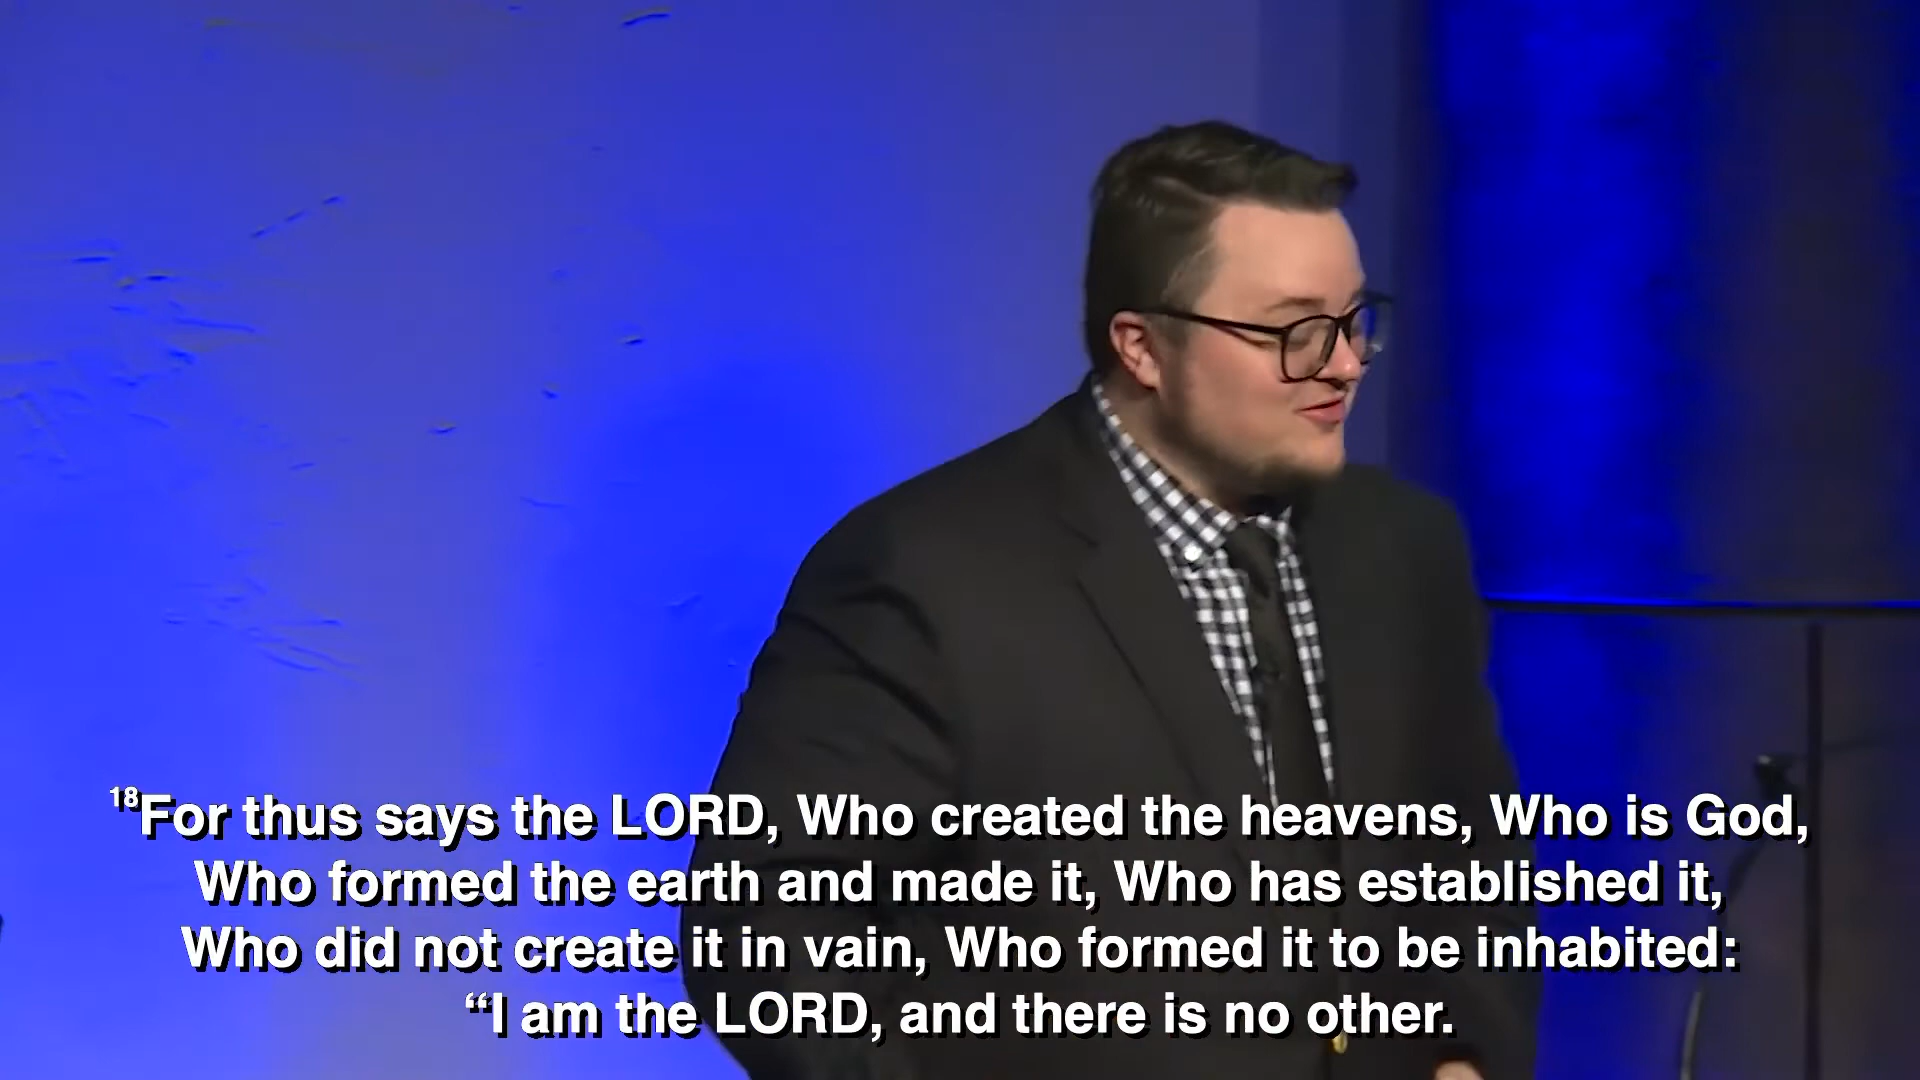 ¹⁸For thus says the LORD, Who created the heavens, Who is God,
Who formed the earth and made it, Who has established it,
Who did not create it in vain, Who formed it to be inhabited:
“I am the LORD, and there is no other.